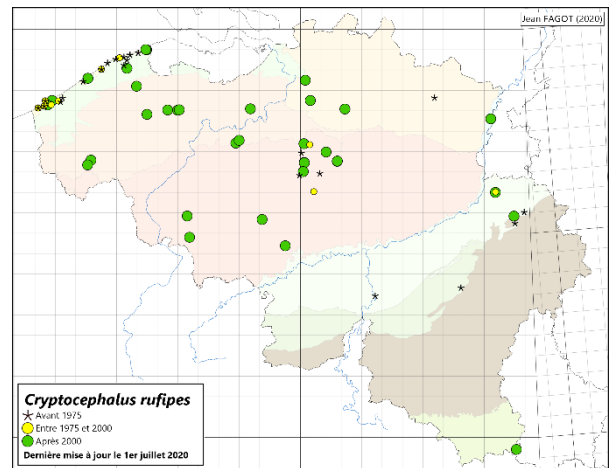 Jean FAGOT (2020)
Cryptocephalus rufipes
Avant 1975
Entre 1975 et 2000
Après 2000
Dernière mise à jour le 1er juillet 2020